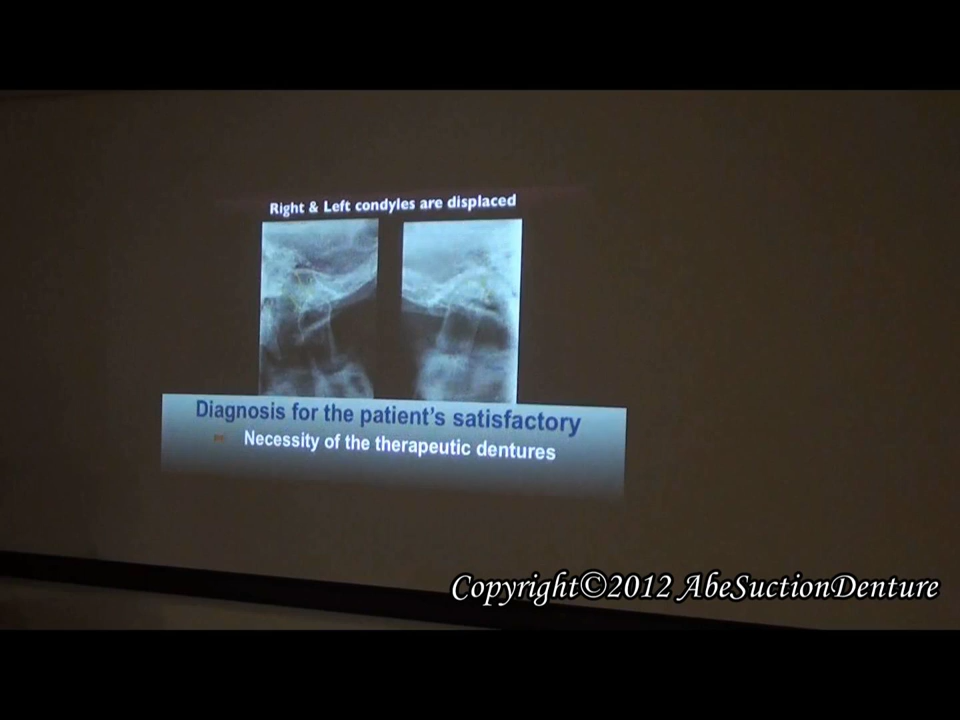 Right & Left condyles are displaced
Diagnosis for the patient's satisfactory
Necessity of the therapeutic dentures
Copyright©2012 AbeSuctionDenture